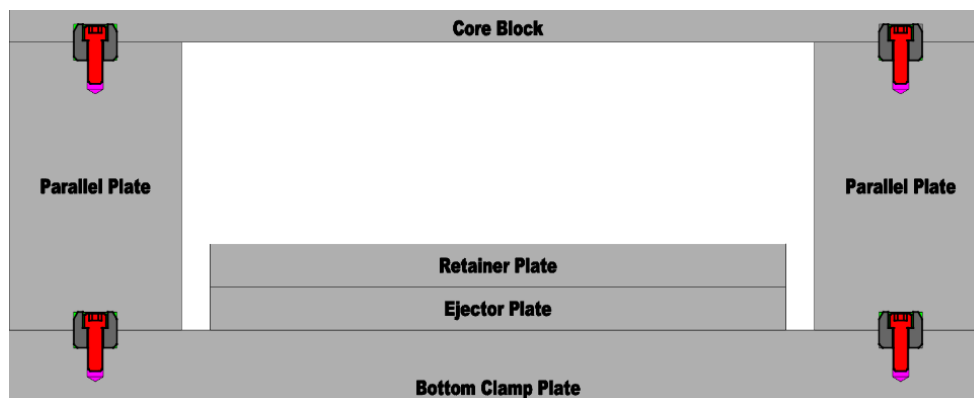 Core Block
Parallel Plate
Parallel Plate
Retainer Plate
Ejector Plate
Bottom Clamp Plate